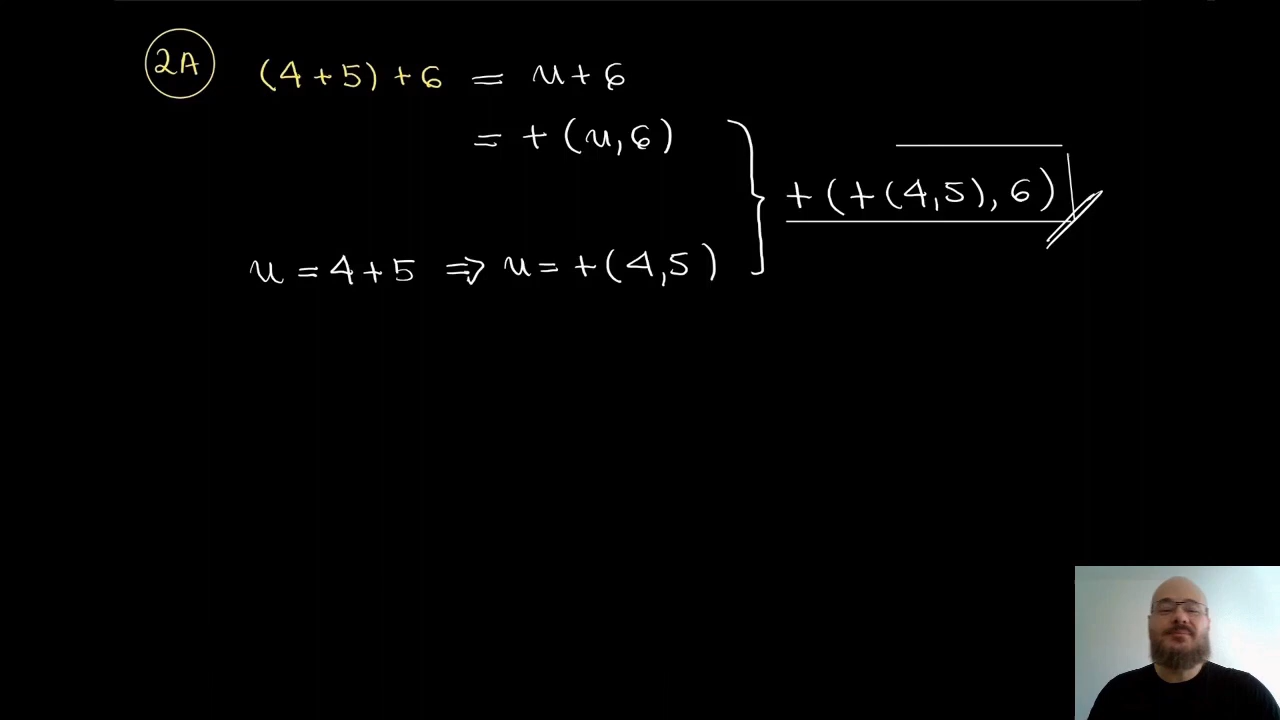 2A (4+5)+6 = u+6
= +(u,6)
+(+(4,5),6)
u=4+5 ⇒ u=+(4,5)